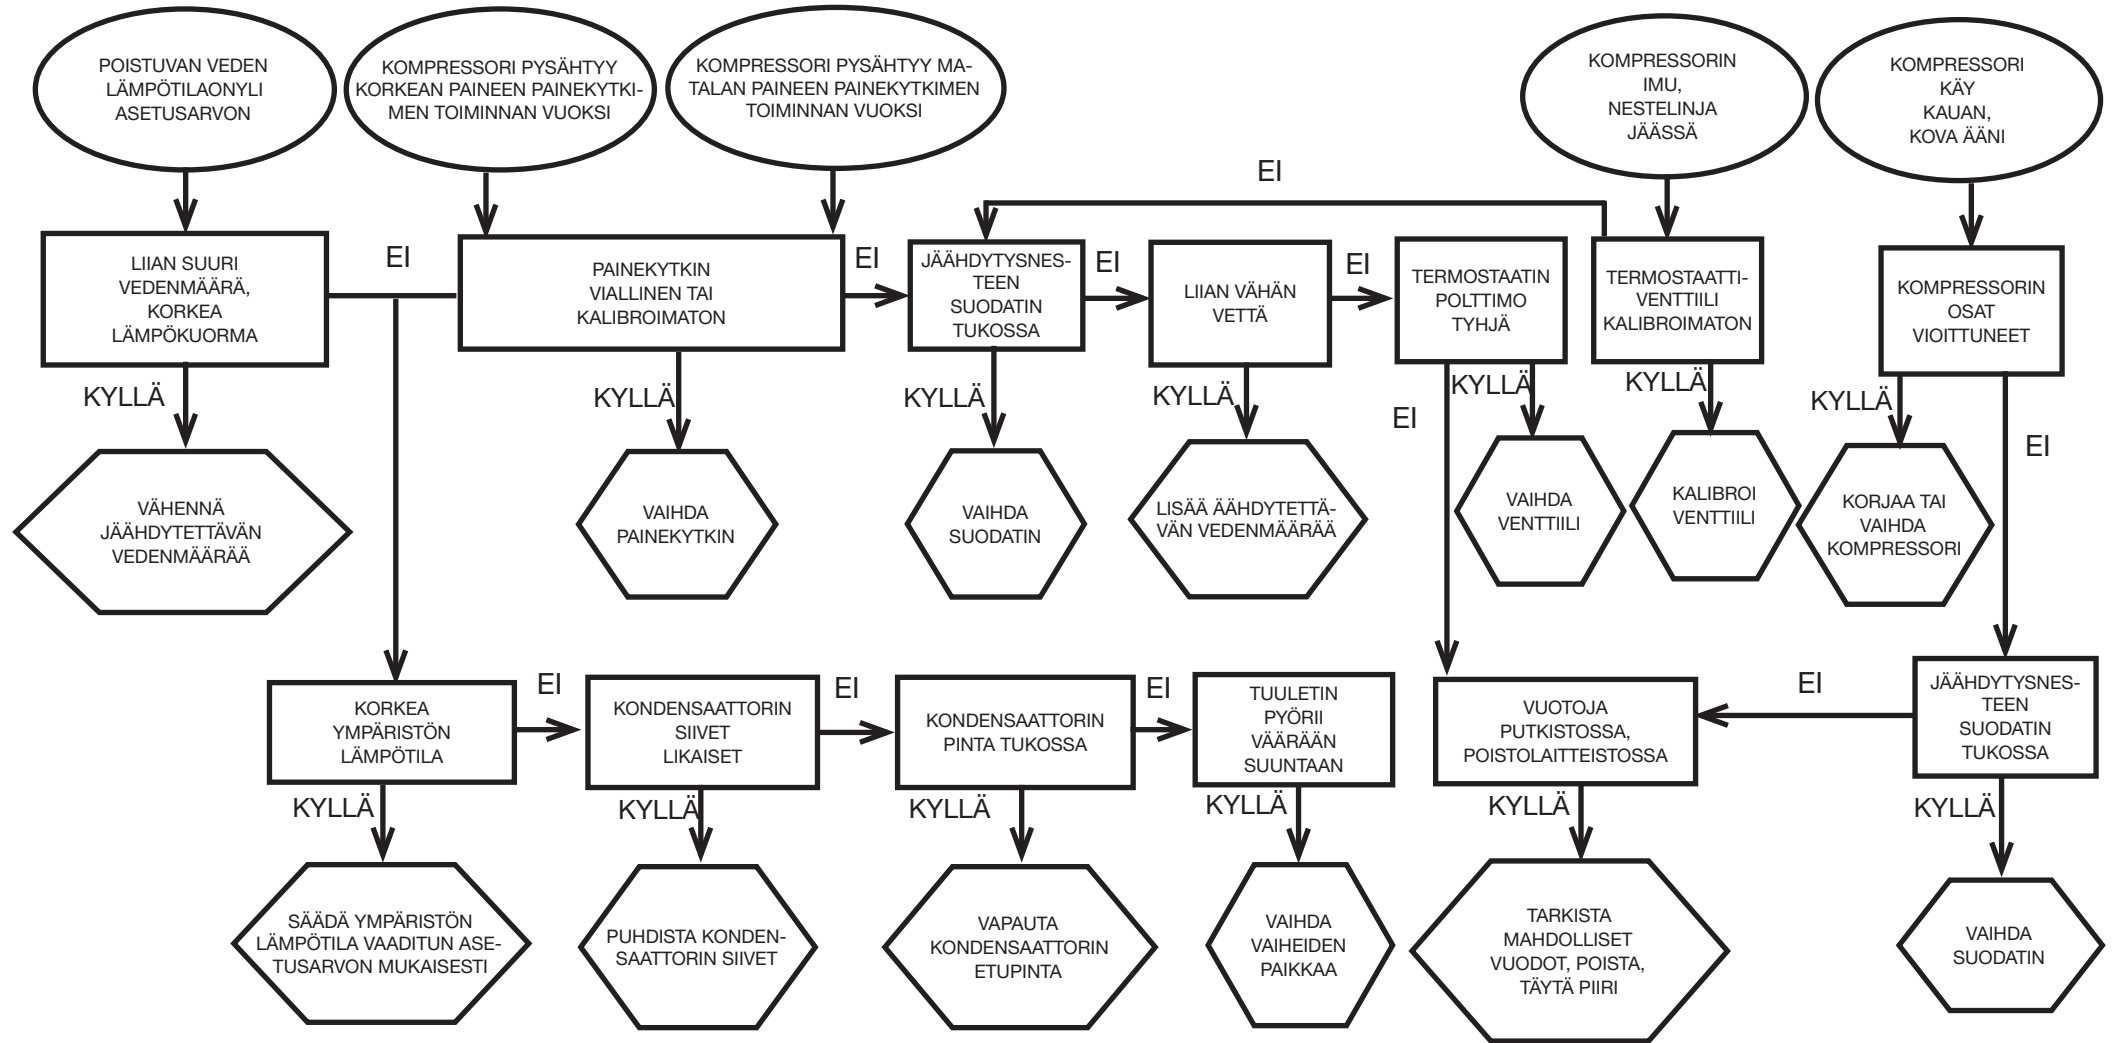 POISTUVAN VEDEN
LÄMPÖTILAONYLI
ASETUSARVON
KOMPRESSORI PYSÄHTYY
KORKEAN PAINEEN PAINEKYTKI-
MEN TOIMINNAN VUOKSI
KOMPRESSORI PYSÄHTYY MA-
TALAN PAINEEN PAINEKYTKIMEN
TOIMINNAN VUOKSI
KOMPRESSORIN
IMU,
NESTELINJA
JÄÄSSÄ
KOMPRESSORI
KÄY
KAUAN,
KOVA ÄÄNI
EI
LIIAN SUURI
VEDENMÄÄRÄ,
KORKEA
LÄMPÖKUORMA
EI
PAINEKYTKIN
VIALLINEN TAI
KALIBROIMATON
EI
JÄÄHDYTYSNES-
TEEN
SUODATIN
TUKOSSA
EI
LIIAN VÄHÄN
VETTÄ
EI
TERMOSTAATIN
POLTTIMO
TYHJÄ
TERMOSTAATTI-
VENTTIILI
KALIBROIMATON
KOMPRESSORIN
OSAT
VIOITTUNEET
KYLLÄ
KYLLÄ
KYLLÄ
KYLLÄ
EI
KYLLÄ
KYLLÄ
KYLLÄ
EI
VÄHENNÄ
JÄÄHDYTETTÄVÄN
VEDENMÄÄRÄÄ
VAIHDA
PAINEKYTKIN
VAIHDA
SUODATIN
LISÄÄ ÄÄHDYTETTÄ-
VÄN VEDENMÄÄRÄÄ
VAIHDA
VENTTIILI
KALIBROI
VENTTIILI
KORJAA TAI
VAIHDA
KOMPRESSORI
KORKEA
YMPÄRISTÖN
LÄMPÖTILA
EI
KONDENSAATTORIN
SIIVET
LIKAISET
EI
KONDENSAATTORIN
PINTA TUKOSSA
EI
TUULETIN
PYÖRII
VÄÄRÄÄN
SUUNTAAN
VUOTOJA
PUTKISTOSSA,
POISTOLAITTEISTOSSA
EI
JÄÄHDYTYSNES-
TEEN
SUODATIN
TUKOSSA
KYLLÄ
KYLLÄ
KYLLÄ
KYLLÄ
KYLLÄ
KYLLÄ
SÄÄDÄ YMPÄRISTÖN
LÄMPÖTILA VAADITUN ASE-
TUSARVON MUKAISESTI
PUHDISTA KONDEN-
SAATTORIN SIIVET
VAPAUTA
KONDENSAATTORIN
ETUPINTA
VAIHDA
VAIHEIDEN
PAIKKAA
TARKISTA
MAHDOLLISET
VUODOT, POISTA,
TÄYTÄ PIIRI
VAIHDA
SUODATIN